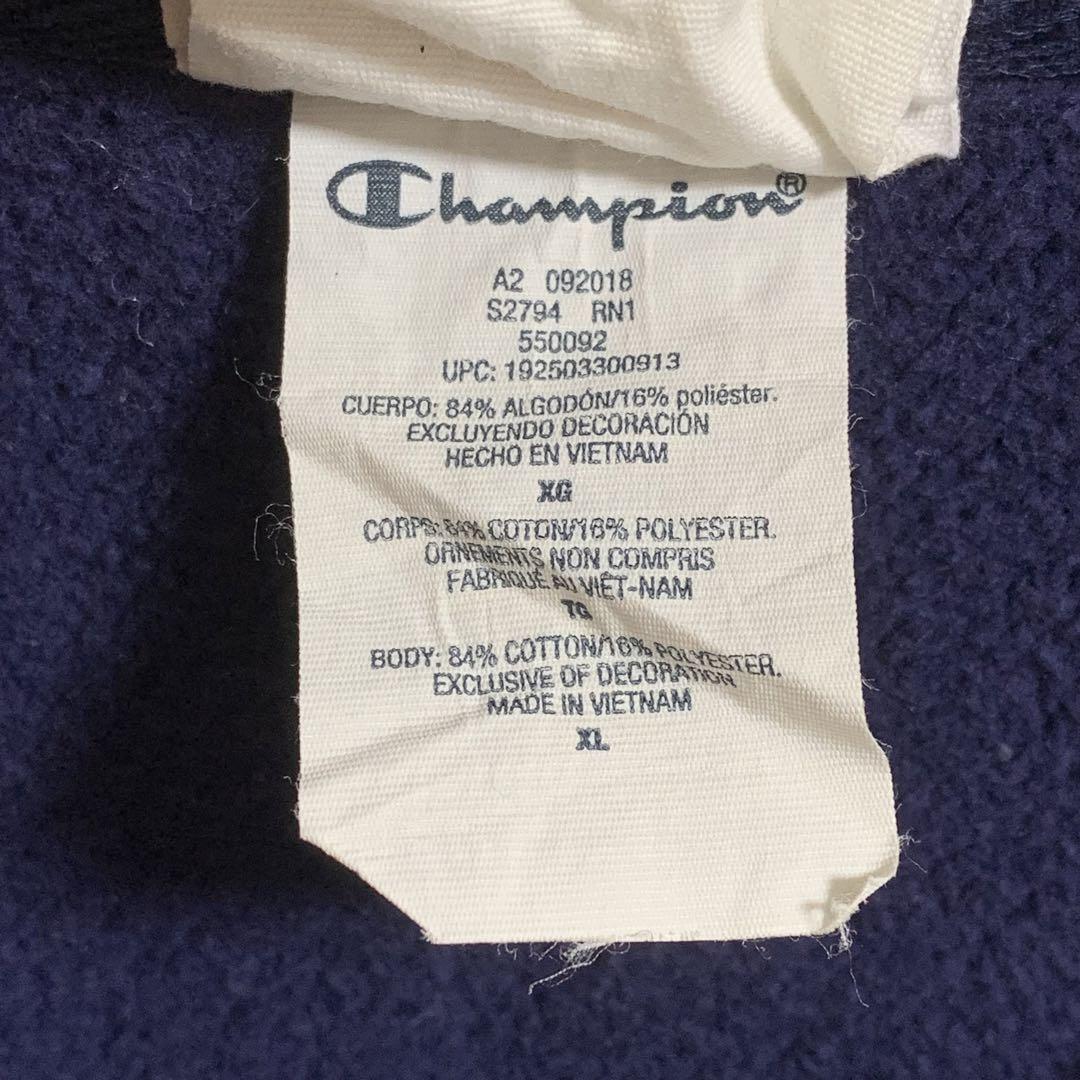 Champion®
A2 092018
S2794 RN1
550092
UPC: 192503300913
CUERPO: 84% ALGODÓN/16% poliéster.
EXCLUYENDO DECORACIÓN
HECHO EN VIETNAM
XG
CORPS: 84% COTON/16% POLYESTER.
ORNEMENTS NON COMPRIS
FABRIQUÉ AU VIÊT-NAM
TG
BODY: 84% COTTON/16% POLYESTER.
EXCLUSIVE OF DECORATION
MADE IN VIETNAM
XL